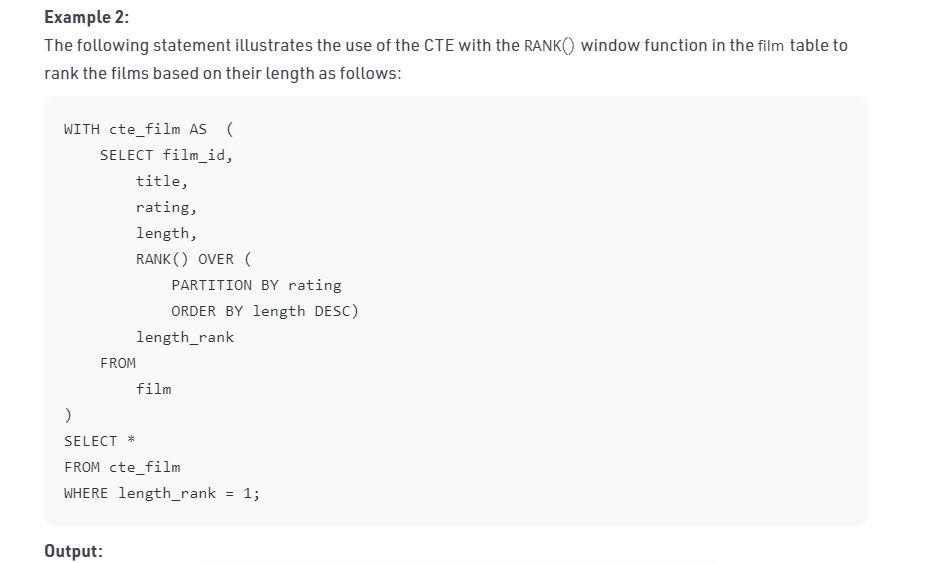 Example 2:
The following statement illustrates the use of the CTE with the RANK() window function in the film table to
rank the films based on their length as follows:
WITH cte_film AS  (
    SELECT film_id,
        title,
        rating,
        length,
        RANK() OVER (
            PARTITION BY rating
            ORDER BY length DESC)
        length_rank
    FROM
        film
)
SELECT *
FROM cte_film
WHERE length_rank = 1;
Output: